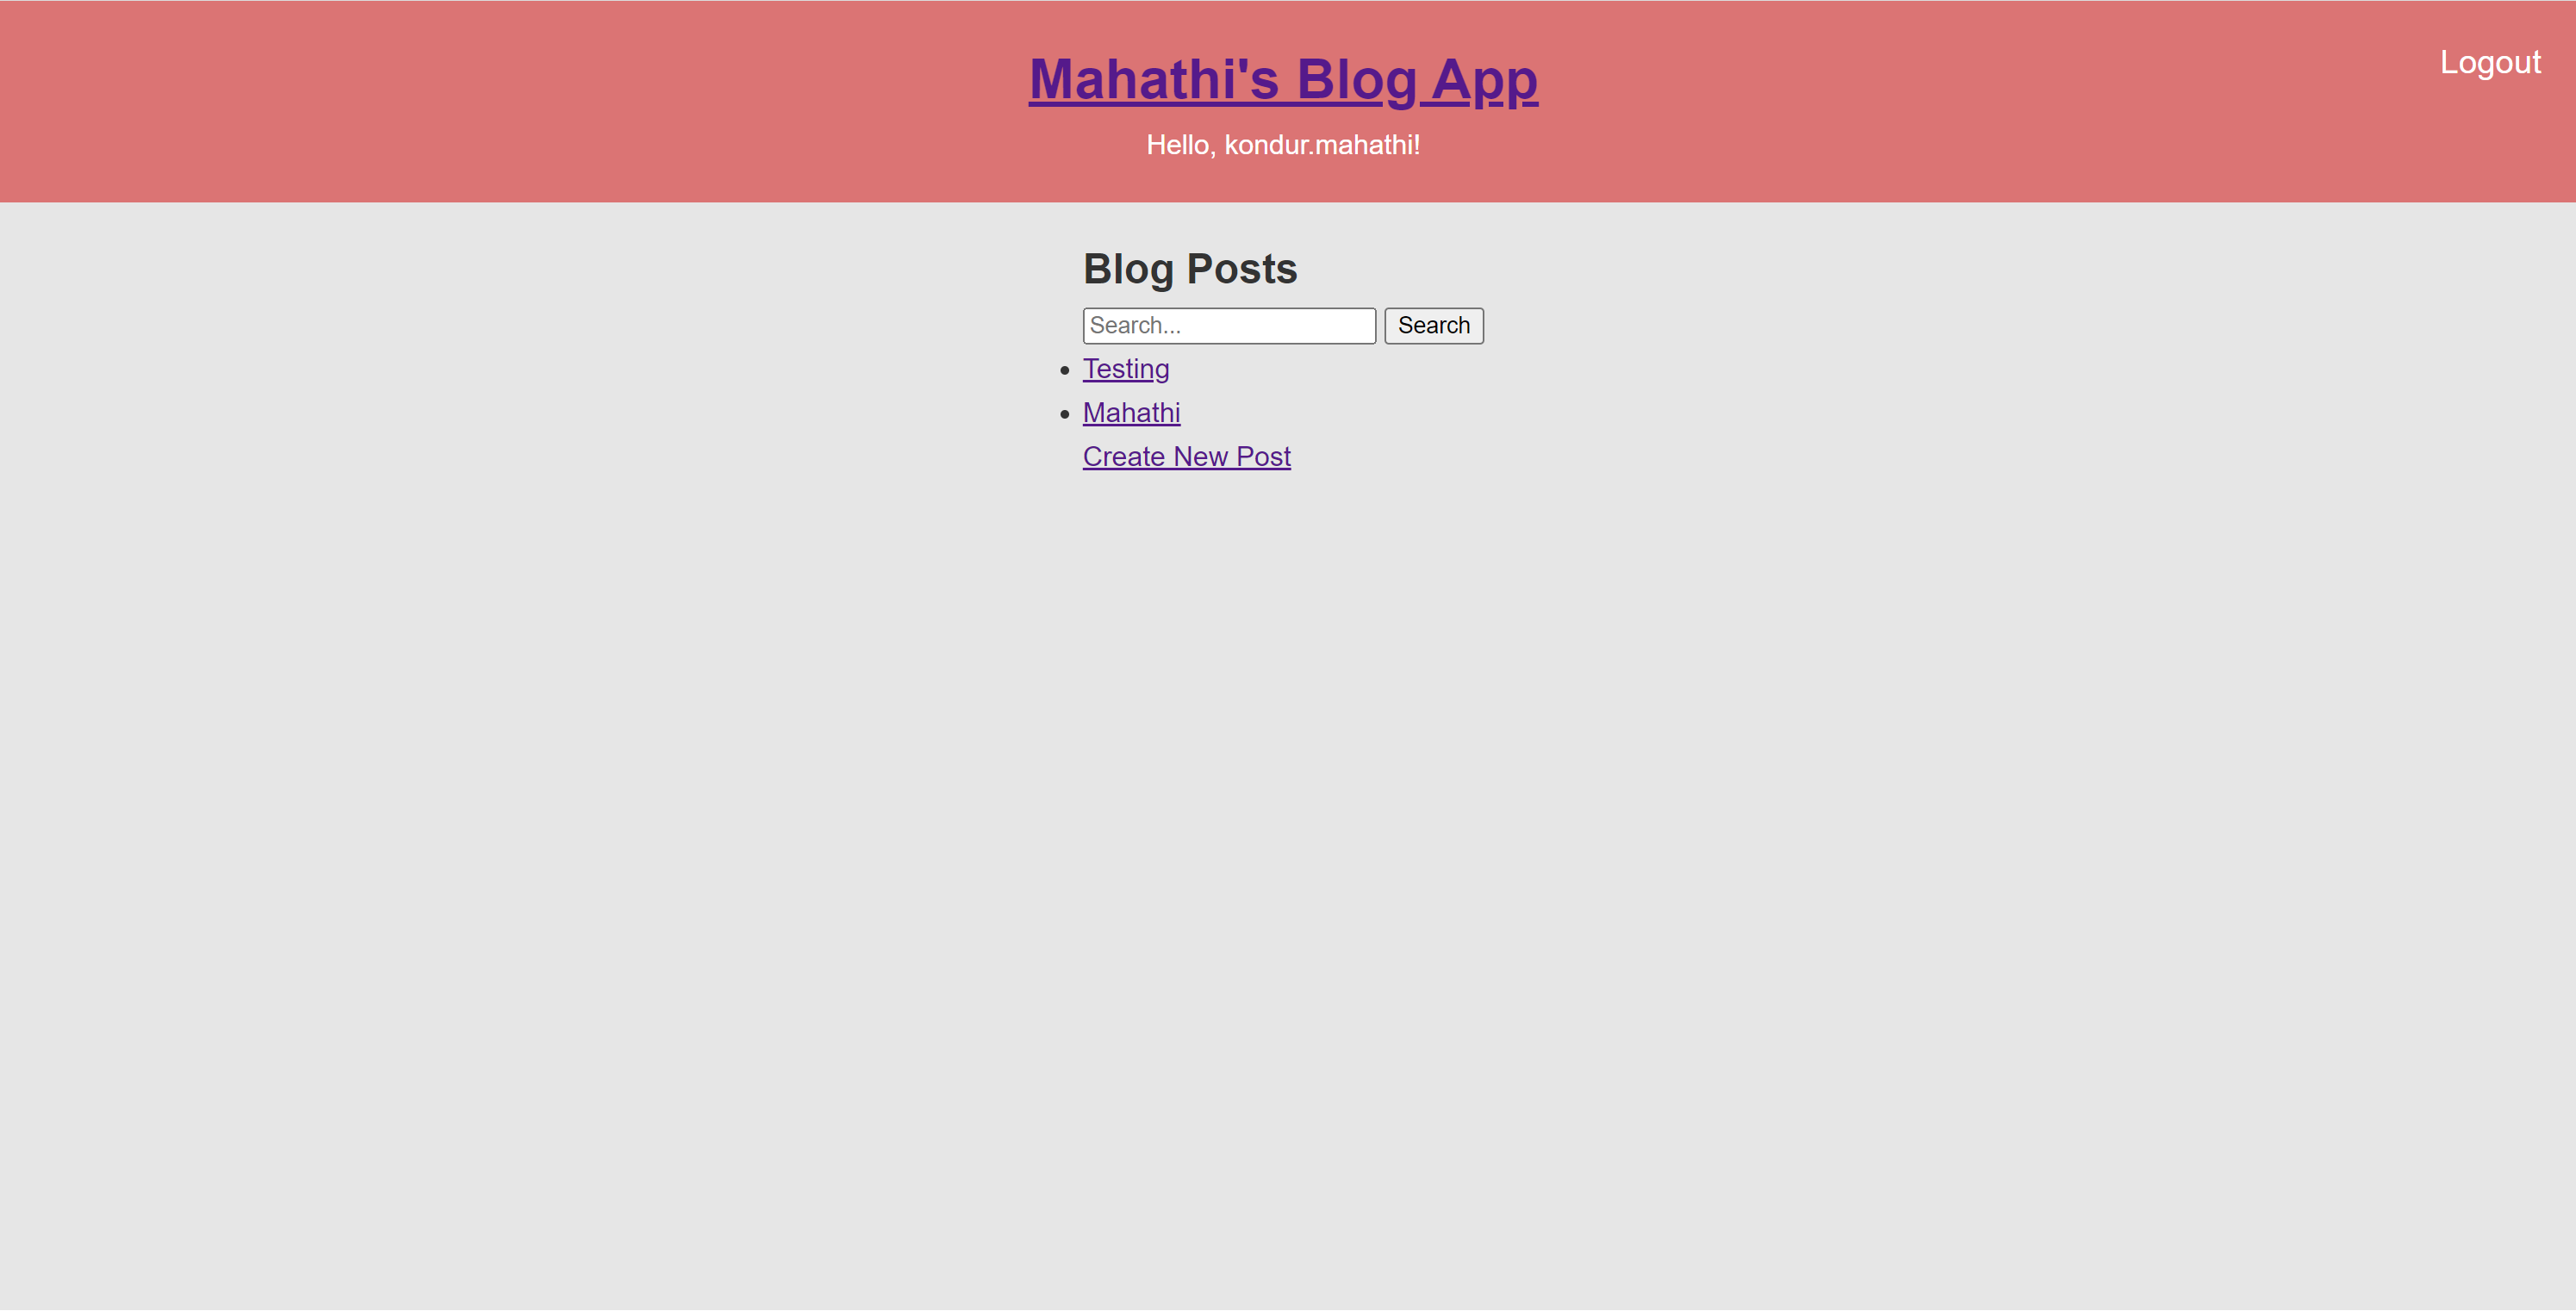 Mahathi's Blog App
Logout
Hello, kondur.mahathi!
Blog Posts
Search... Search
Testing
Mahathi
Create New Post